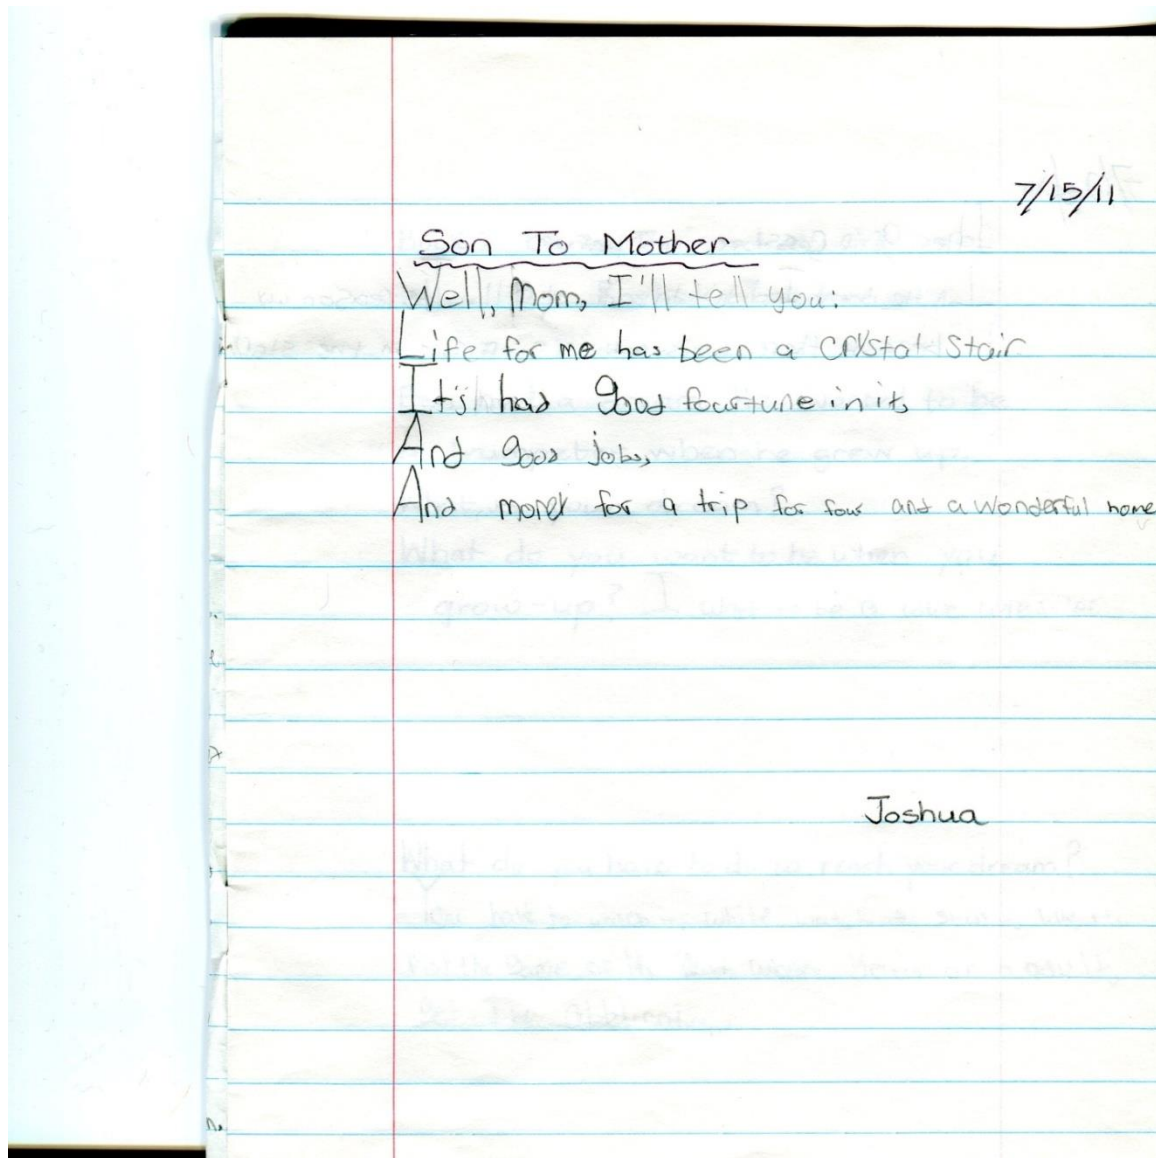 7/15/11
Son To Mother
Well, Mom, I'll tell you:
Life for me has been a crystal stair
It's had good fourtune in it,
And good jobs,
And money for a trip for four and a wonderful home
Joshua